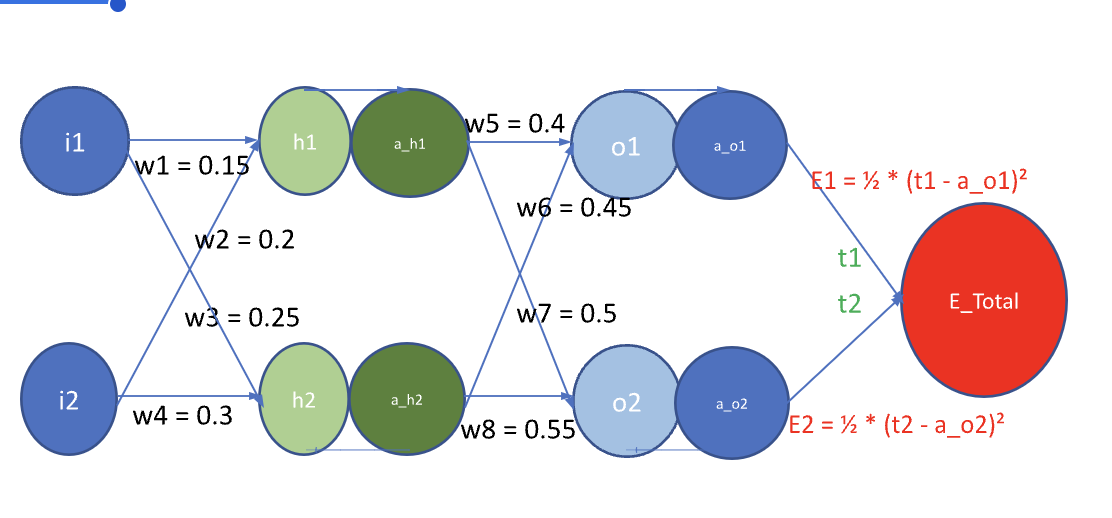 i1
h1
a_h1
w5 = 0.4
o1
a_o1
w1 = 0.15
E1 = ½ * (t1 - a_o1)²
w6 = 0.45
w2 = 0.2
t1
t2
E_Total
w3 = 0.25
w7 = 0.5
i2
h2
a_h2
o2
a_o2
w4 = 0.3
w8 = 0.55
E2 = ½ * (t2 - a_o2)²